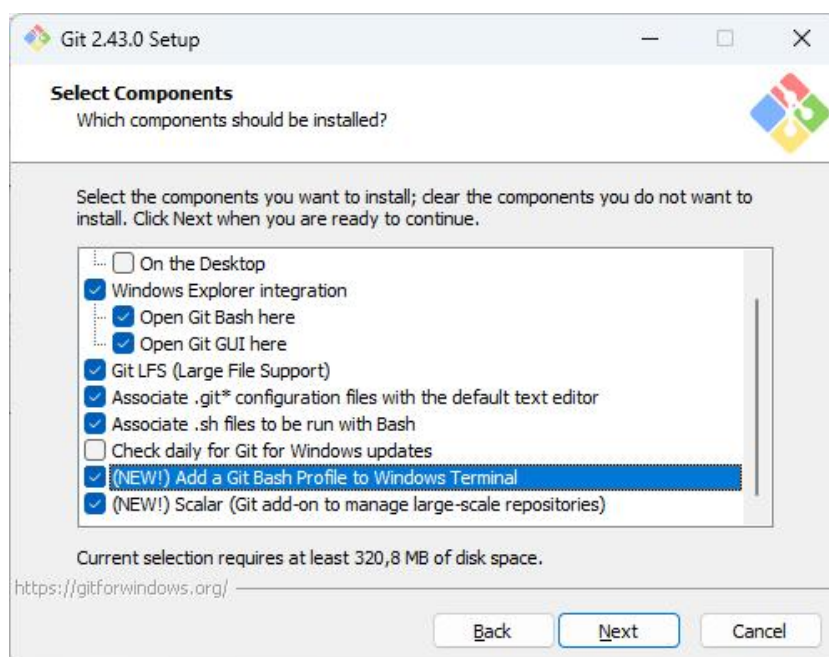 Git 2.43.0 Setup
Select Components
Which components should be installed?
Select the components you want to install; clear the components you do not want to
install. Click Next when you are ready to continue.
On the Desktop
Windows Explorer integration
Open Git Bash here
Open Git GUI here
Git LFS (Large File Support)
Associate .git* configuration files with the default text editor
Associate .sh files to be run with Bash
Check daily for Git for Windows updates
(NEW!) Add a Git Bash Profile to Windows Terminal
(NEW!) Scalar (Git add-on to manage large-scale repositories)
Current selection requires at least 320,8 MB of disk space.
https://gitforwindows.org/
Back Next Cancel